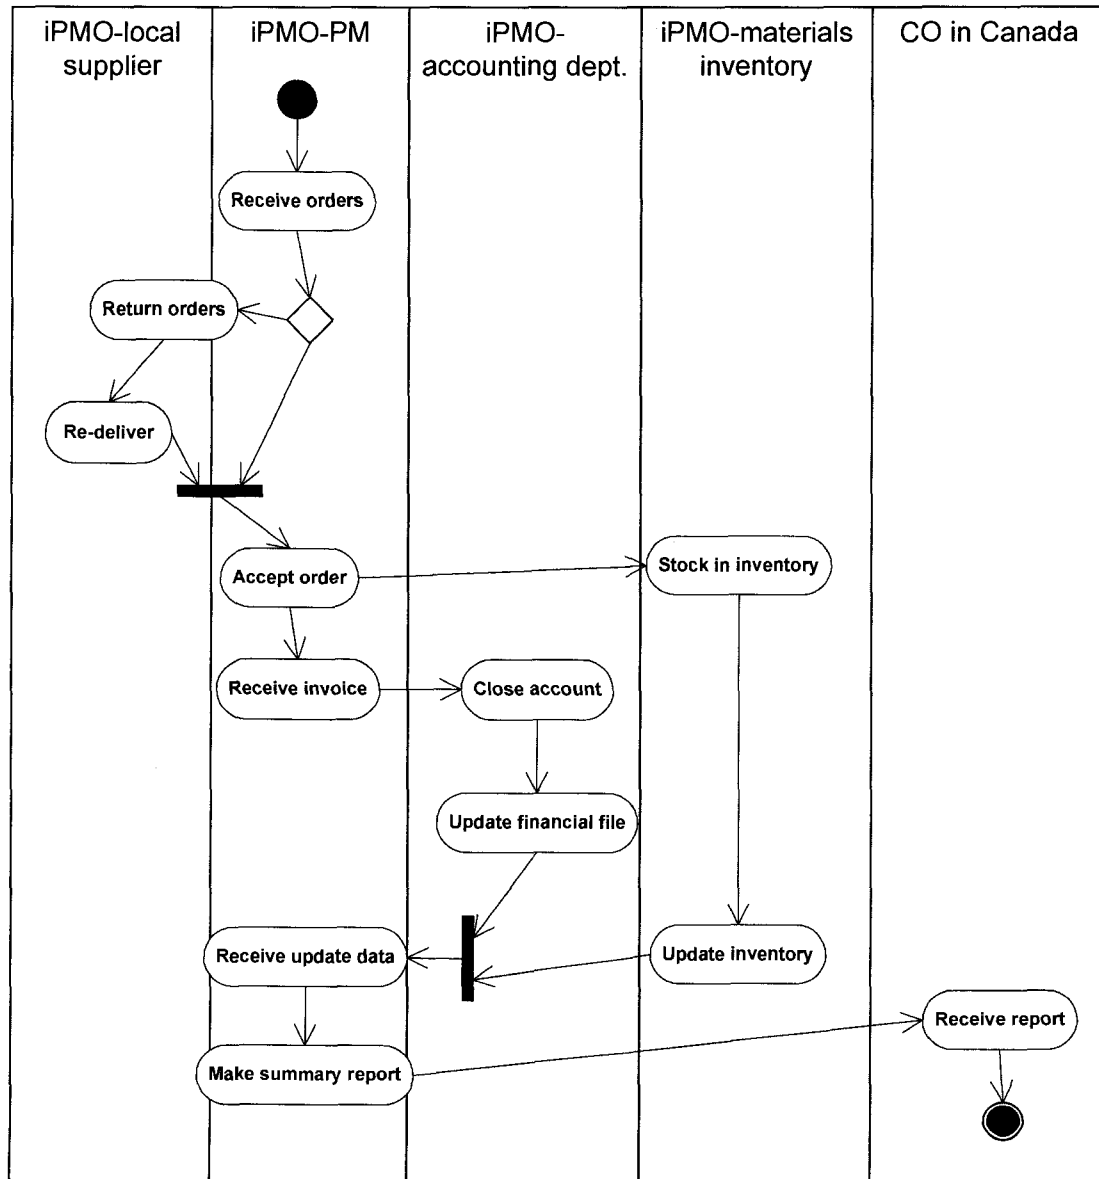 iPMO-local
supplier
iPMO-PM
iPMO-
accounting dept.
iPMO-materials
inventory
CO in Canada
Receive orders
Return orders
Re-deliver
Accept order
Stock in inventory
Receive invoice
Close account
Update financial file
Receive update data
Update inventory
Receive report
Make summary report